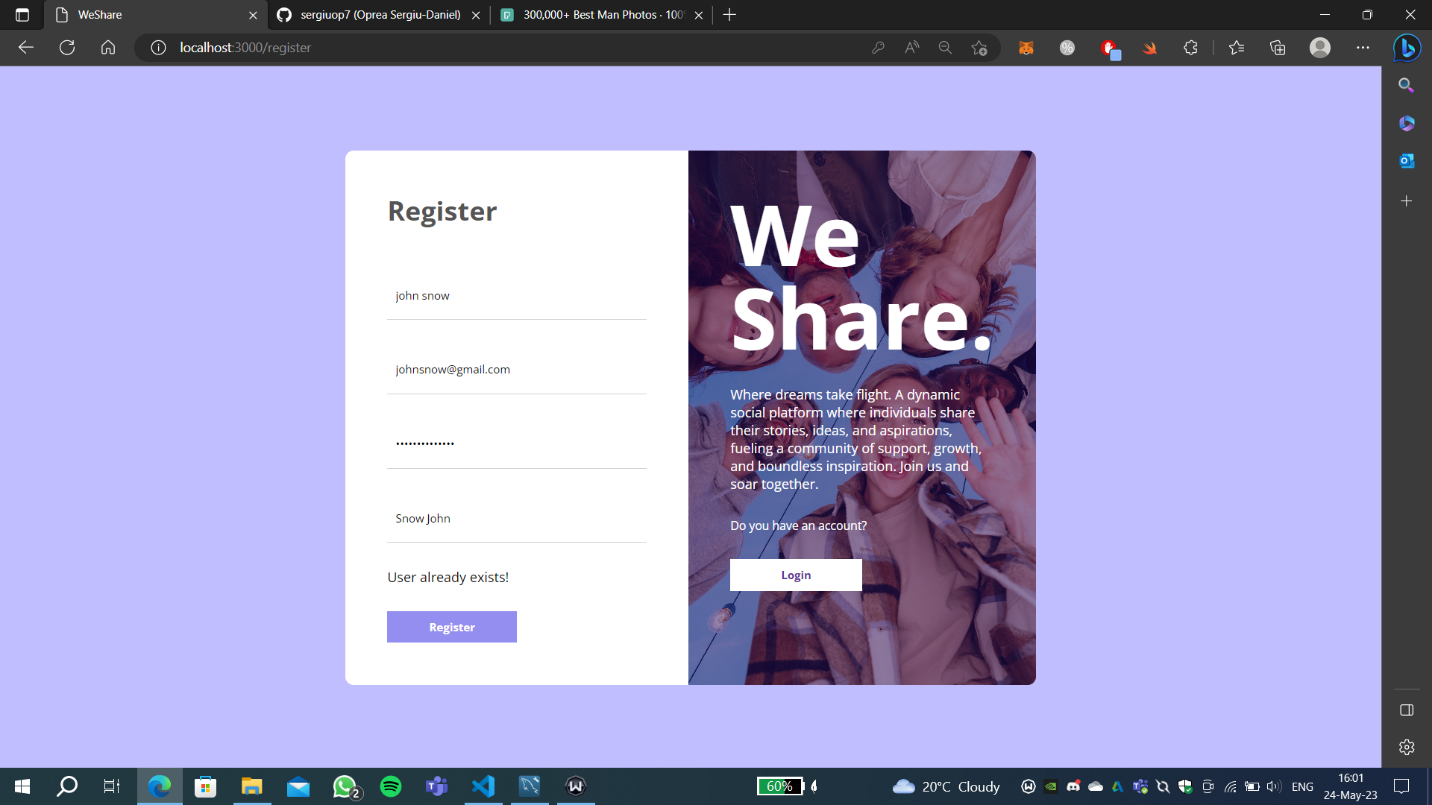 WeShare
sergiuop7 (Oprea Sergiu-Daniel)
300,000+ Best Man Photos · 100%
localhost:3000/register
Register
john snow
johnsnow@gmail.com
••••••••••••••
Snow John
User already exists!
Register
We
Share.
Where dreams take flight. A dynamic
social platform where individuals share
their stories, ideas, and aspirations,
fueling a community of support, growth,
and boundless inspiration. Join us and
soar together.
Do you have an account?
Login
2
60%
20°C Cloudy
ENG
16:01
24-May-23